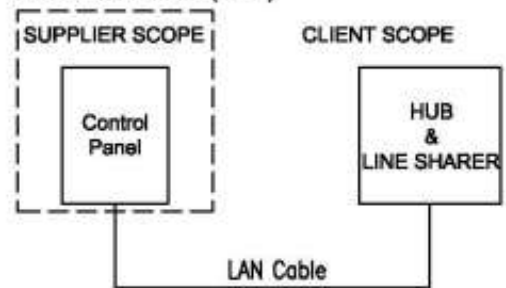 SUPPLIER SCOPE
CLIENT SCOPE
Control
Panel
HUB
&
LINE SHARER
LAN Cable